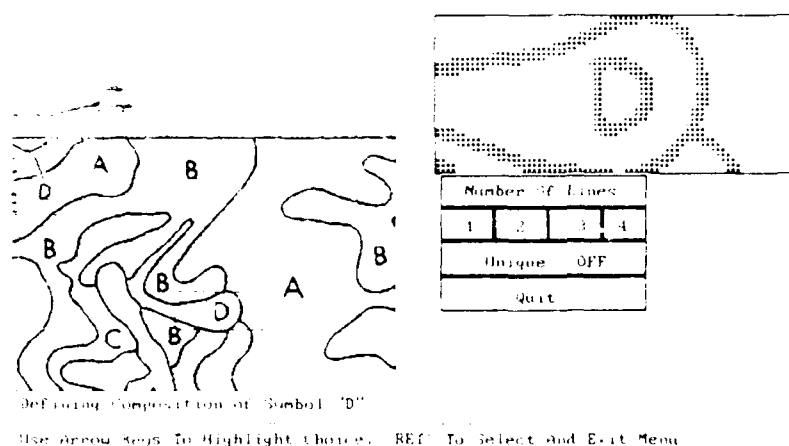 A B
D
B
B
B
A
D
C B
A
Number Of Lines
1 2 3 4
Unique OFF
Quit
Defining Composition of Symbol "D"
Use Arrow Keys To Highlight Choice. To Select And Exit Menu